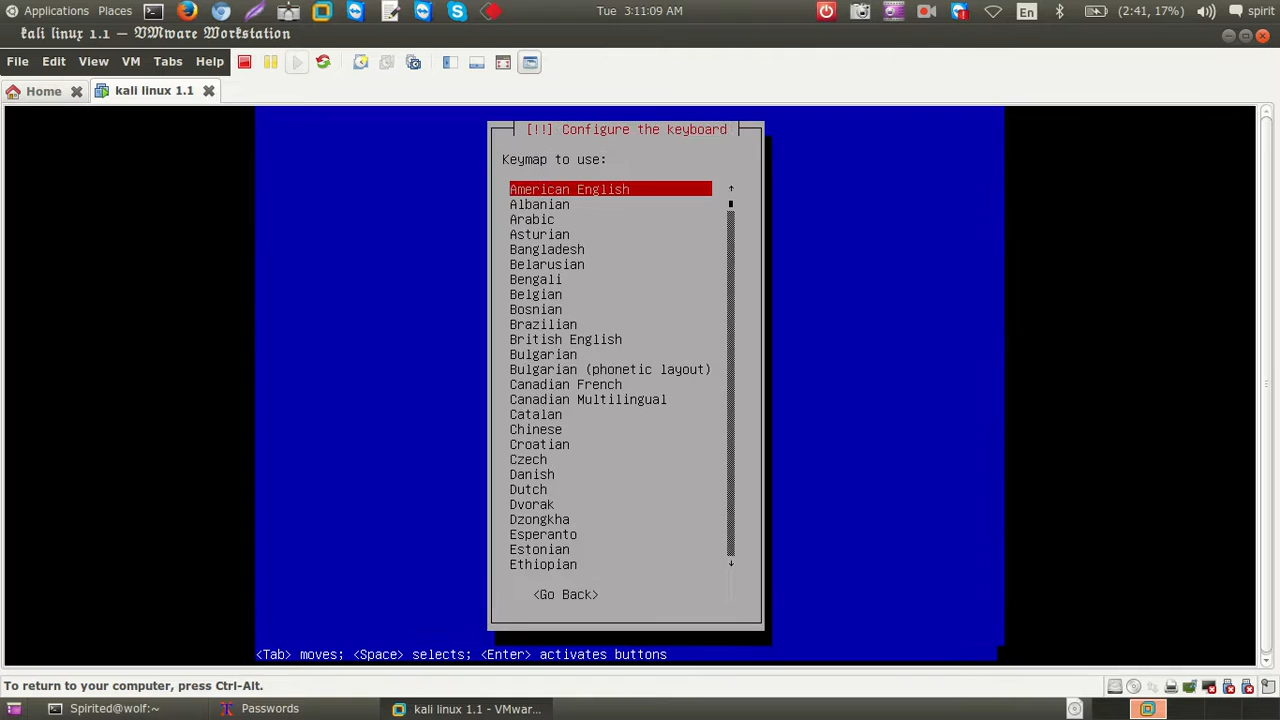 Applications Places Tue 3:11:09 AM En (2:41, 17%) spirit
kali linux 1.1 — VMware Workstation
File Edit View VM Tabs Help
Home kali linux 1.1
[!!] Configure the keyboard
Keymap to use:
American English
Albanian
Arabic
Asturian
Bangladesh
Belarusian
Bengali
Belgian
Bosnian
Brazilian
British English
Bulgarian
Bulgarian (phonetic layout)
Canadian French
Canadian Multilingual
Catalan
Chinese
Croatian
Czech
Danish
Dutch
Dvorak
Dzongkha
Esperanto
Estonian
Ethiopian
<Go Back>
<Tab> moves; <Space> selects; <Enter> activates buttons
To return to your computer, press Ctrl-Alt.
Spirited@wolf:~ Passwords kali linux 1.1 - VMwar...